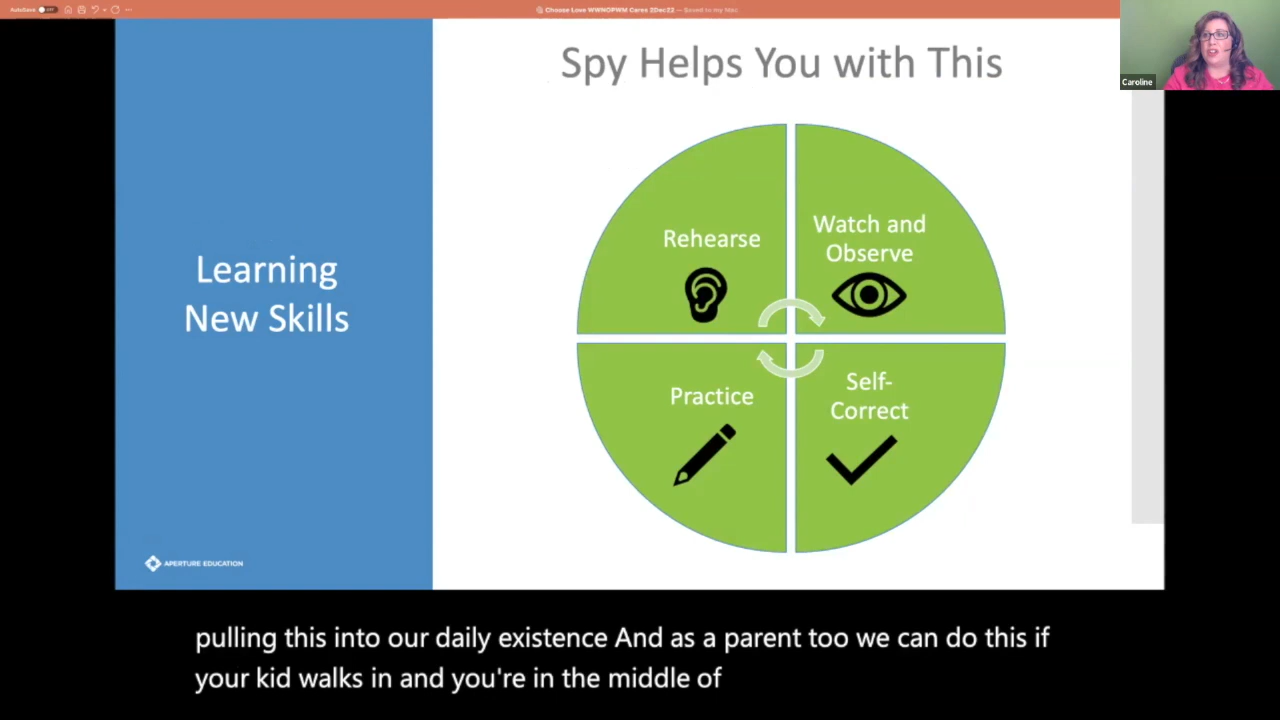 AutoSave OFF
Choose Love WWNOPWM Cares 2Dec22 — Saved to my Mac
Caroline
Spy Helps You with This
Learning
New Skills
Rehearse
Watch and
Observe
Practice
Self-
Correct
APERTURE EDUCATION
pulling this into our daily existence And as a parent too we can do this if
your kid walks in and you're in the middle of